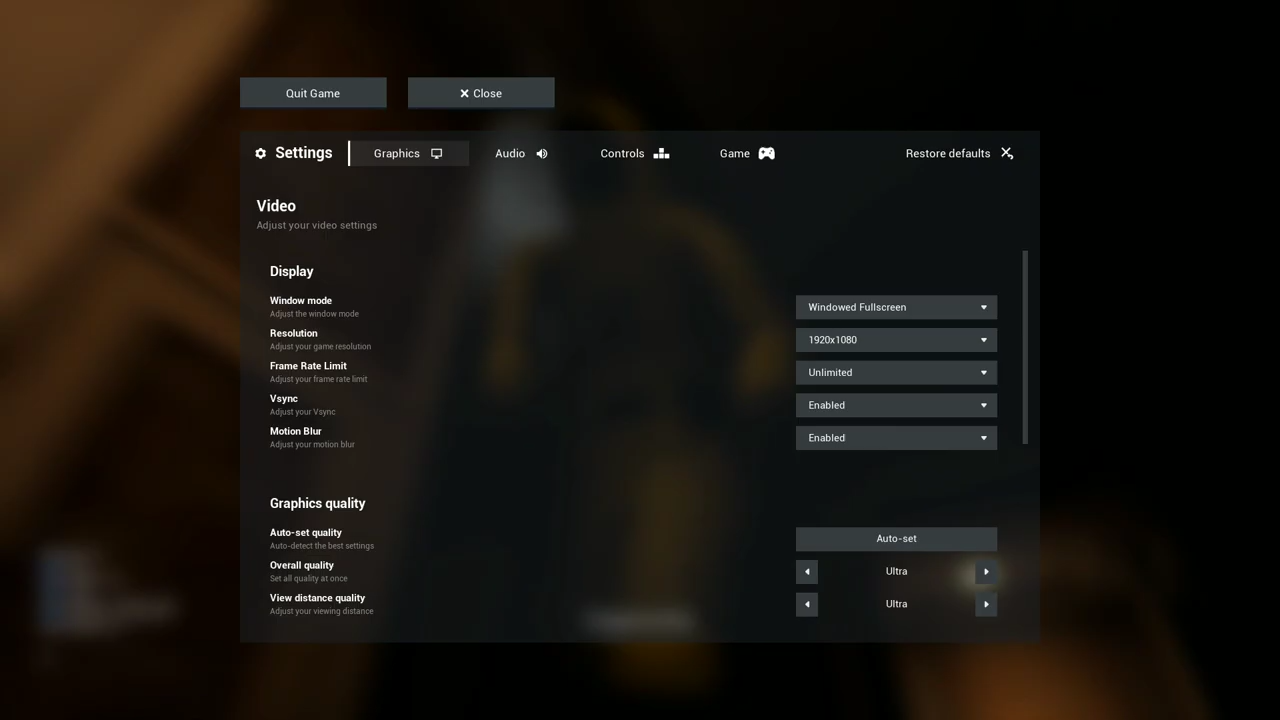 Quit Game
Close
Settings
Graphics
Audio
Controls
Game
Restore defaults
Video
Adjust your video settings
Display
Window mode
Adjust the window mode
Windowed Fullscreen
Resolution
Adjust your game resolution
1920x1080
Frame Rate Limit
Adjust your frame rate limit
Unlimited
Vsync
Adjust your Vsync
Enabled
Motion Blur
Adjust your motion blur
Enabled
Graphics quality
Auto-set quality
Auto-detect the best settings
Auto-set
Overall quality
Set all quality at once
Ultra
View distance quality
Adjust your viewing distance
Ultra